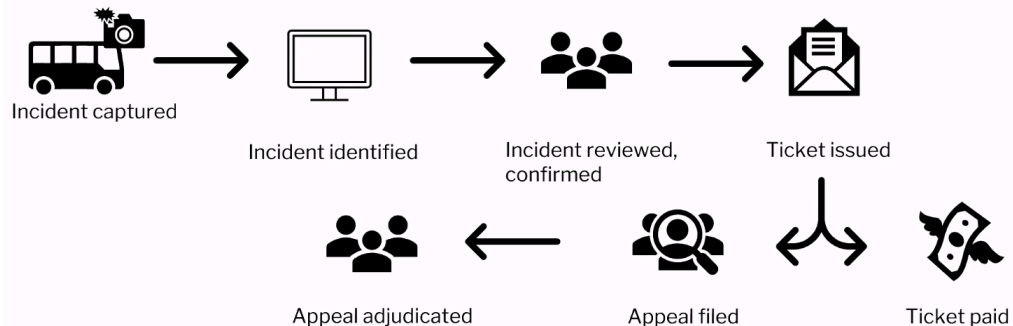 Incident captured
Incident identified
Incident reviewed,
confirmed
Ticket issued
Appeal adjudicated
Appeal filed
Ticket paid